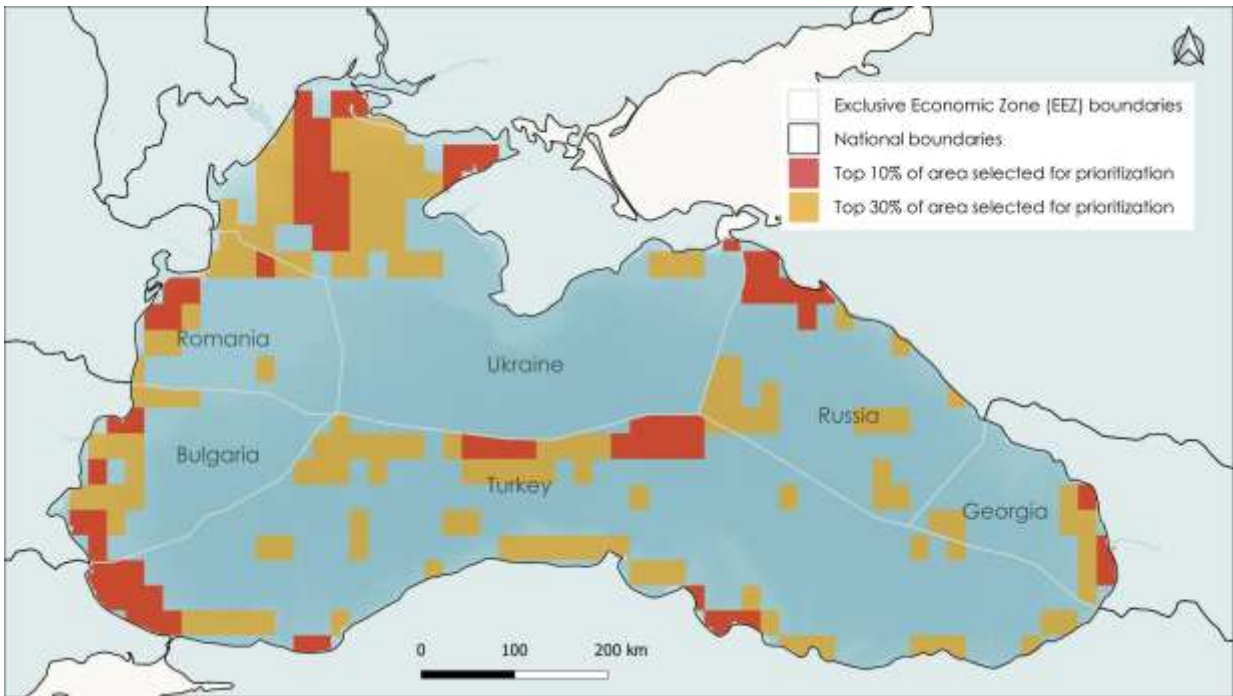 Exclusive Economic Zone (EEZ) boundaries
National boundaries
Top 10% of area selected for prioritization
Top 30% of area selected for prioritization
Romania
Ukraine
Russia
Bulgaria
Turkey
Georgia
0 100 200 km